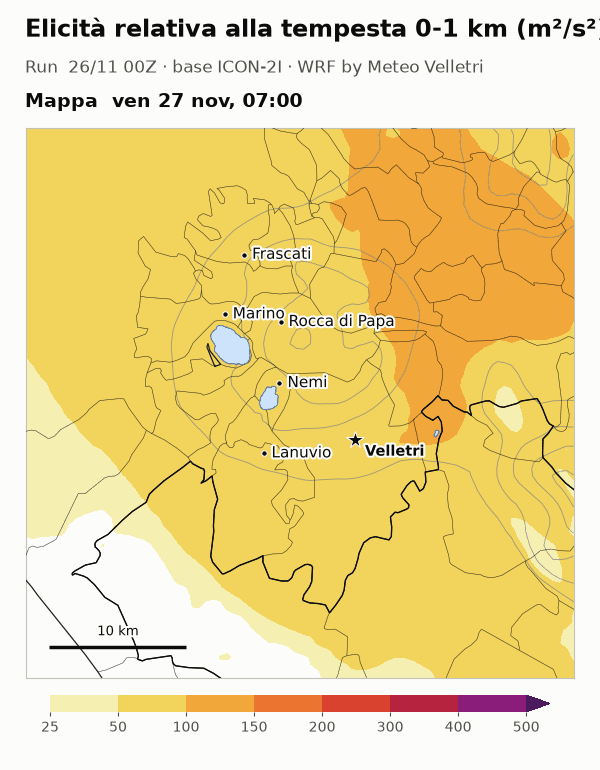 Elicità relativa alla tempesta 0-1 km (m²/s²)
Run  26/11 00Z · base ICON-2I · WRF by Meteo Velletri
Mappa  ven 27 nov, 07:00
Frascati
Marino
Rocca di Papa
Nemi
Lanuvio
Velletri
10 km
25 50 100 150 200 300 400 500